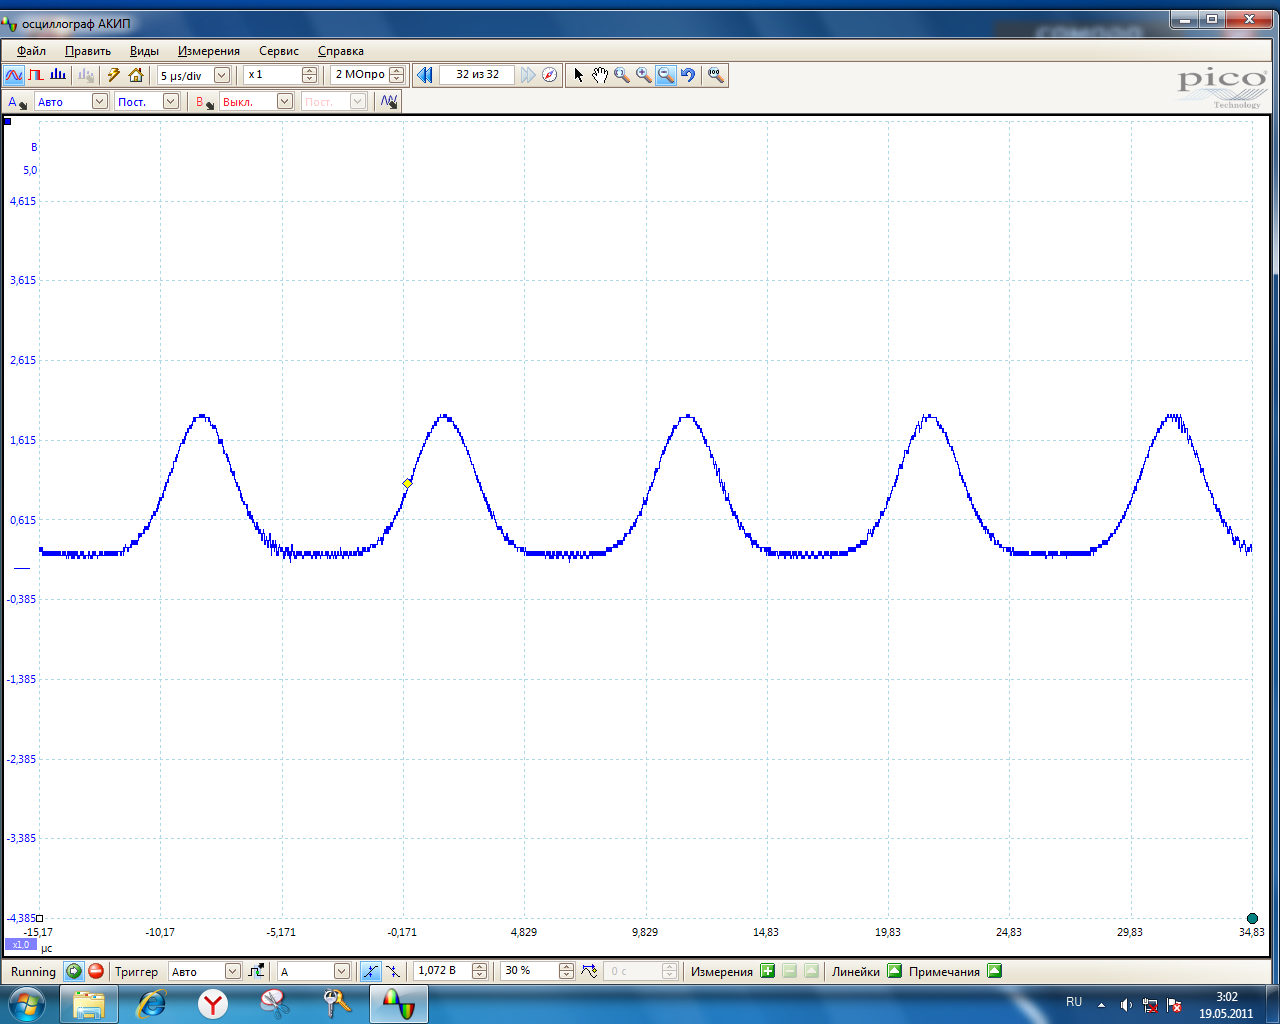 осциллограф АКИП
Файл Править Виды Измерения Сервис Справка
5 µs/div x 1 2 МОпро 32 из 32
pico
Technology
A Авто Пост. B Выкл. Пост.
В
5,0
4,615
3,615
2,615
1,615
0,615
-0,385
-1,385
-2,385
-3,385
-4,385
-15,17 -10,17 -5,171 -0,171 4,829 9,829 14,83 19,83 24,83 29,83 34,83
x1,0 µс
Running Триггер Авто A 1,072 В 30 % 0 с Измерения Линейки Примечания
RU 3:02
19.05.2011